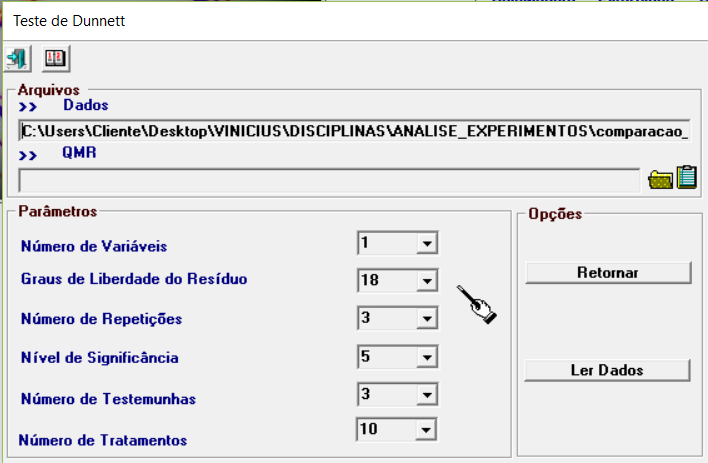 Teste de Dunnett
Arquivos
>> Dados
C:\Users\Cliente\Desktop\VINICIUS\DISCIPLINAS\ANALISE_EXPERIMENTOS\comparacao_
>> QMR
Parâmetros
Número de Variáveis 1
Graus de Liberdade do Resíduo 18
Número de Repetições 3
Nível de Significância 5
Número de Testemunhas 3
Número de Tratamentos 10
Opções
Retornar
Ler Dados